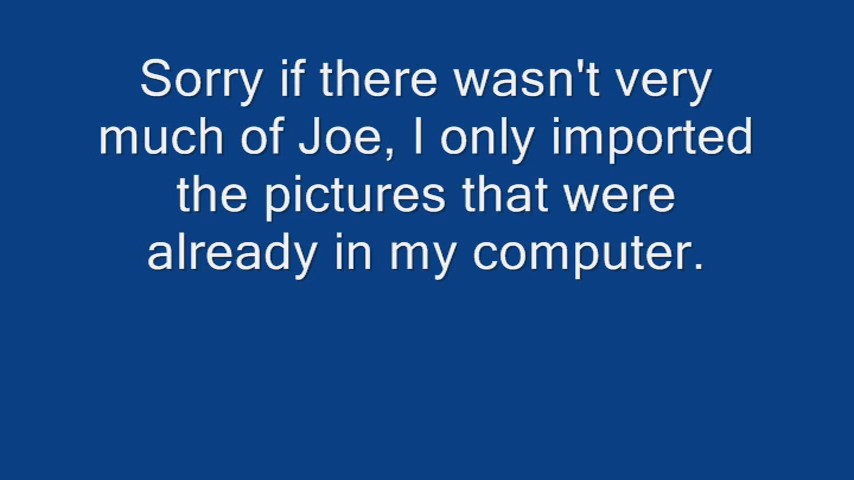 Sorry if there wasn't very
much of Joe, I only imported
the pictures that were
already in my computer.